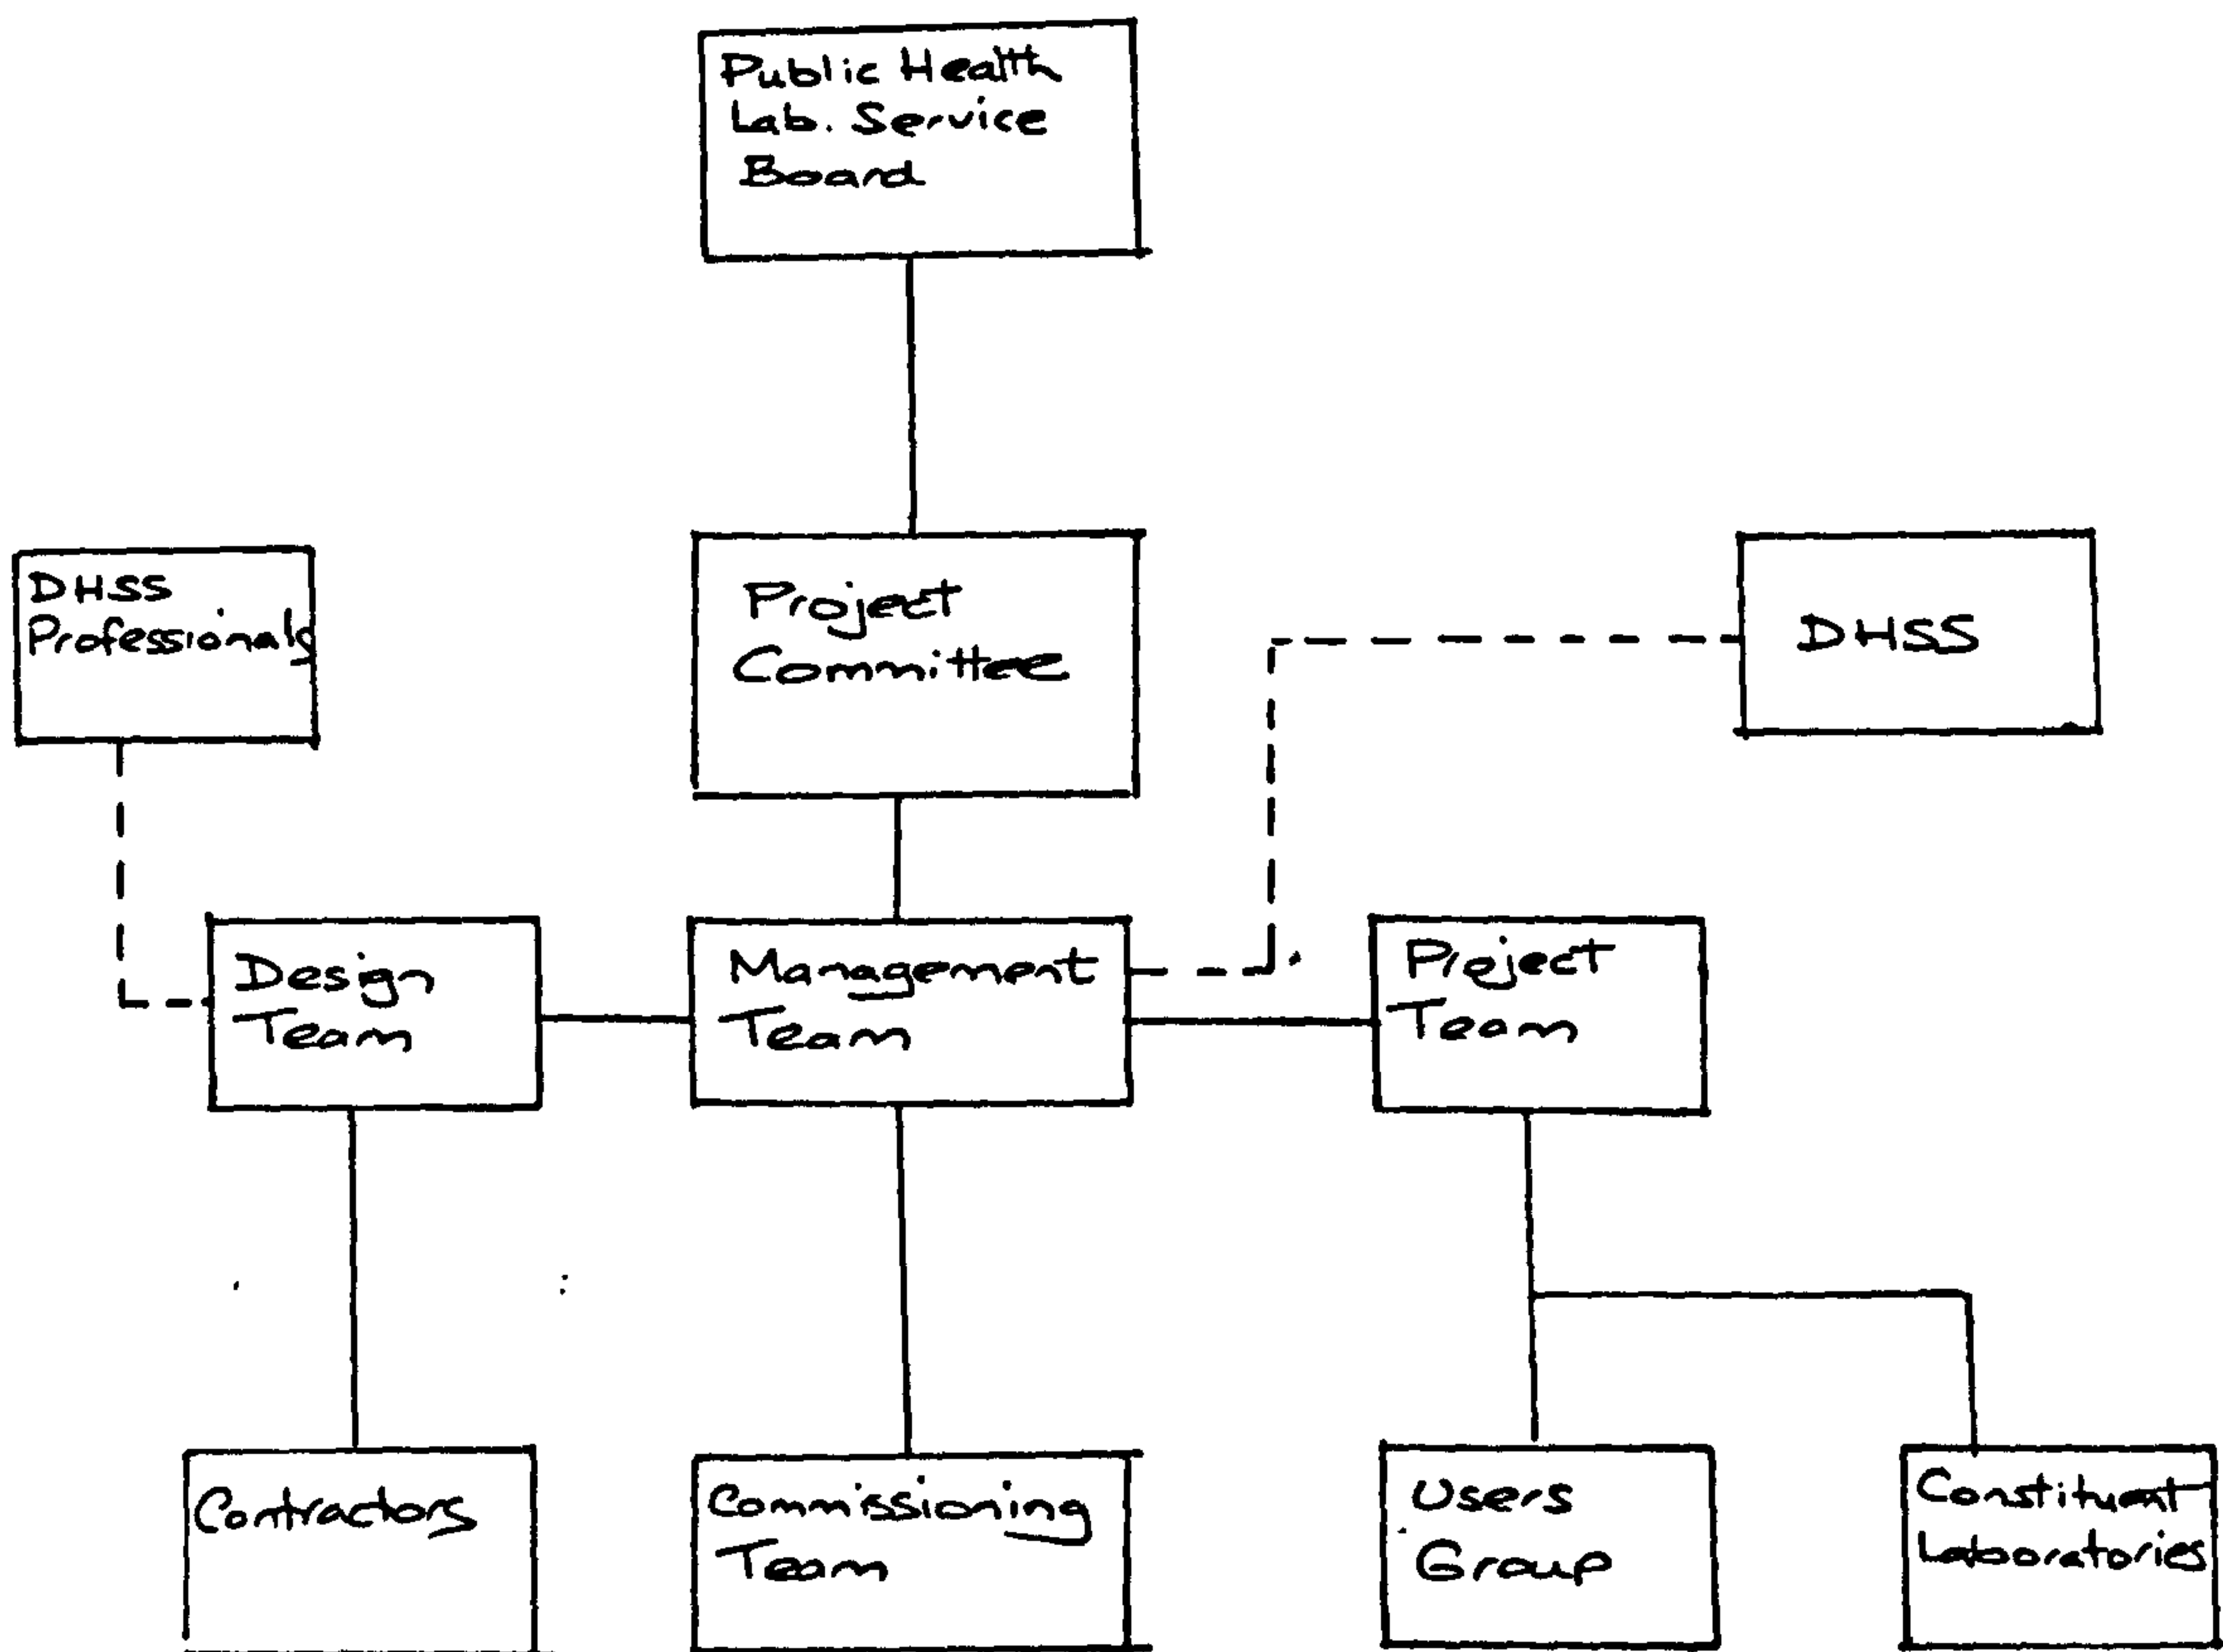 Public Health
Lab. Service
Board
DHSS
Professionals
Project
Committee
DHSS
Design
Team
Management
Team
Project
Team
Contractors
Commissioning
Team
Users
Group
Constituent
Laboratories